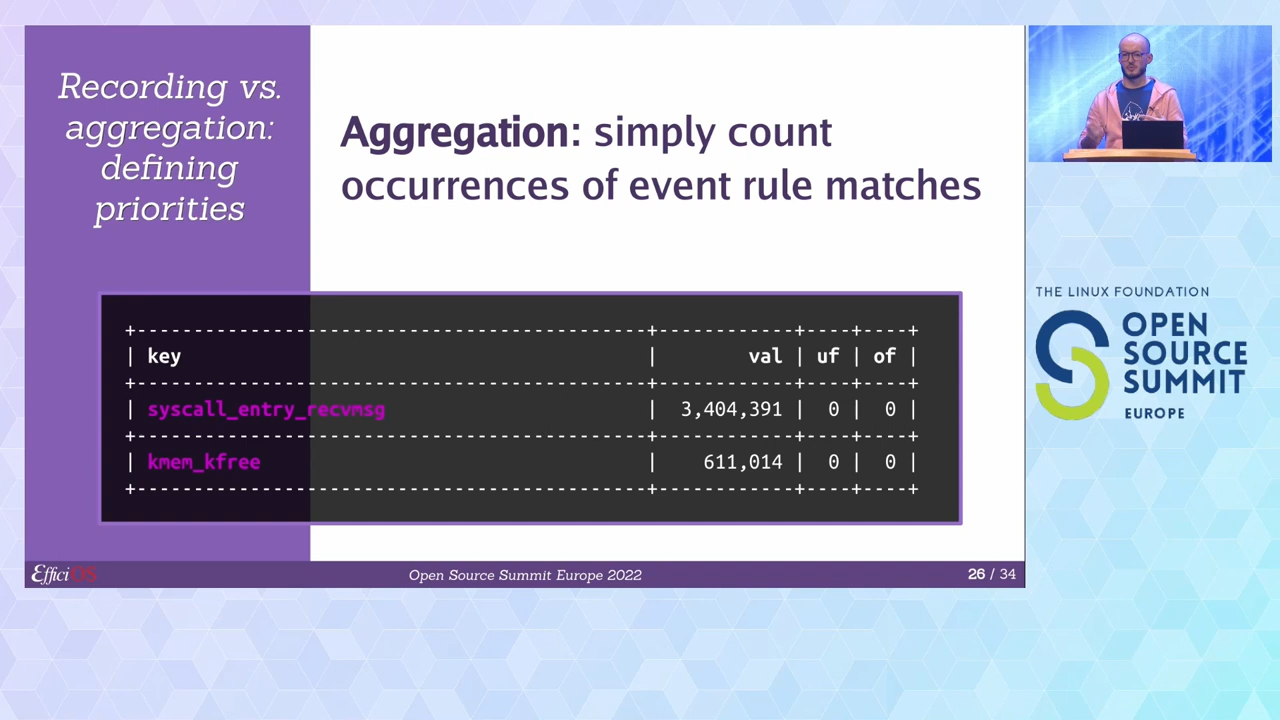 Recording vs.
aggregation:
defining
priorities
Aggregation: simply count
occurrences of event rule matches
+----------------------------------------------+------------+----+----+
| key | val | uf | of |
+----------------------------------------------+------------+----+----+
| syscall_entry_recvmsg | 3,404,391 | 0 | 0 |
+----------------------------------------------+------------+----+----+
| kmem_kfree | 611,014 | 0 | 0 |
+----------------------------------------------+------------+----+----+
EfficiOS
Open Source Summit Europe 2022
26 / 34
THE LINUX FOUNDATION
OPEN
SOURCE
SUMMIT
EUROPE